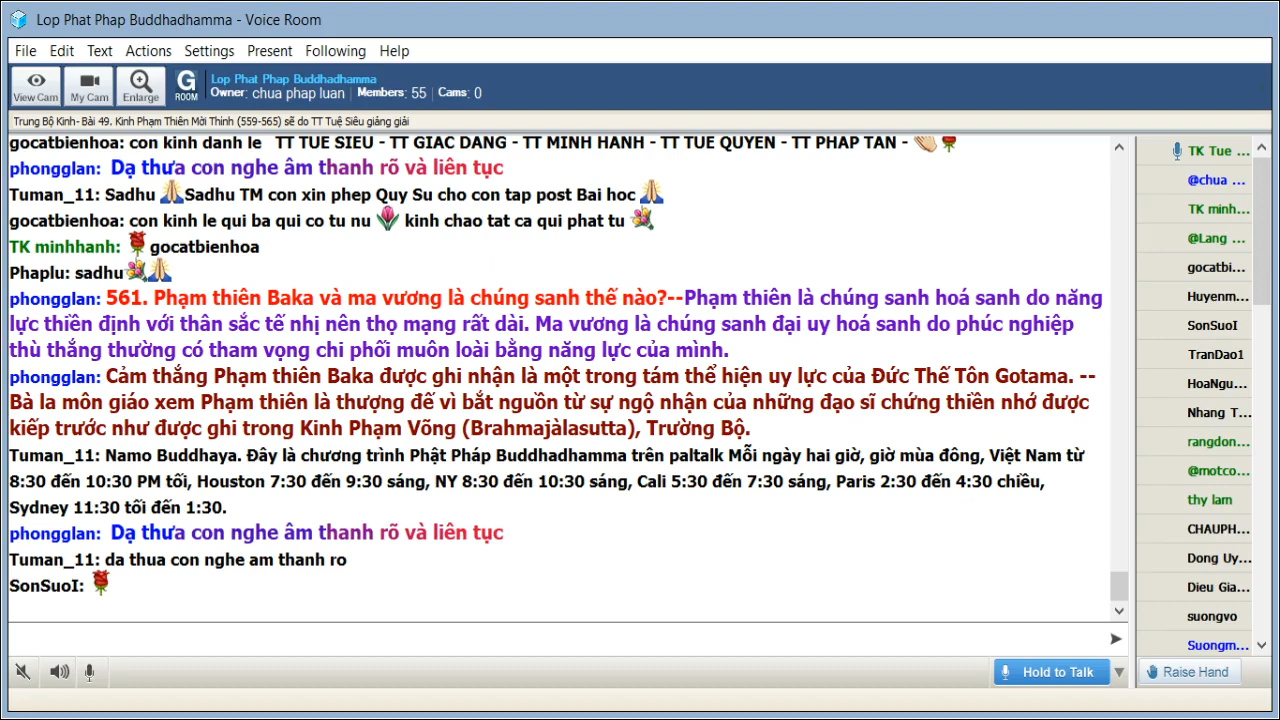 Lop Phat Phap Buddhadhamma - Voice Room
File Edit Text Actions Settings Present Following Help
View Cam My Cam Enlarge G ROOM
Lop Phat Phap Buddhadhamma
Owner: chua phap luan | Members: 55 | Cams: 0
Trung Bộ Kinh- Bài 49. Kinh Phạm Thiên Mời Thỉnh (559-565) sẽ do TT Tuệ Siêu giảng giải
gocatbienhoa: con kinh danh le TT TUE SIEU - TT GIAC DANG - TT MINH HANH - TT TUE QUYEN - TT PHAP TAN -
phongglan: Dạ thưa con nghe âm thanh rõ và liên tục
Tuman_11: Sadhu Sadhu TM con xin phep Quy Su cho con tap post Bai hoc
gocatbienhoa: con kinh le qui ba qui co tu nu kinh chao tat ca qui phat tu
TK minhhanh: gocatbienhoa
Phaplu: sadhu
phongglan: 561. Phạm thiên Baka và ma vương là chúng sanh thế nào?--Phạm thiên là chúng sanh hoá sanh do năng
lực thiền định với thân sắc tế nhị nên thọ mạng rất dài. Ma vương là chúng sanh đại uy hoá sanh do phúc nghiệp
thù thắng thường có tham vọng chi phối muôn loài bằng năng lực của mình.
phongglan: Cảm thắng Phạm thiên Baka được ghi nhận là một trong tám thể hiện uy lực của Đức Thế Tôn Gotama. --
Bà la môn giáo xem Phạm thiên là thượng đế vì bắt nguồn từ sự ngộ nhận của những đạo sĩ chứng thiền nhớ được
kiếp trước như được ghi trong Kinh Phạm Võng (Brahmajàlasutta), Trường Bộ.
Tuman_11: Namo Buddhaya. Đây là chương trình Phật Pháp Buddhadhamma trên paltalk Mỗi ngày hai giờ, giờ mùa đông, Việt Nam từ
8:30 đến 10:30 PM tối, Houston 7:30 đến 9:30 sáng, NY 8:30 đến 10:30 sáng, Cali 5:30 đến 7:30 sáng, Paris 2:30 đến 4:30 chiều,
Sydney 11:30 tối đến 1:30.
phongglan: Dạ thưa con nghe âm thanh rõ và liên tục
Tuman_11: da thua con nghe am thanh ro
SonSuoI:
TK Tue ...
@chua ...
TK minh...
@Lang ...
gocatbi...
Huyenm...
SonSuoI
TranDao1
HoaNgu...
Nhang T...
rangdon...
@motco...
thy lam
CHAUPH...
Dong Uy...
Dieu Gia...
suongvo
Suongm...
Hold to Talk
Raise Hand